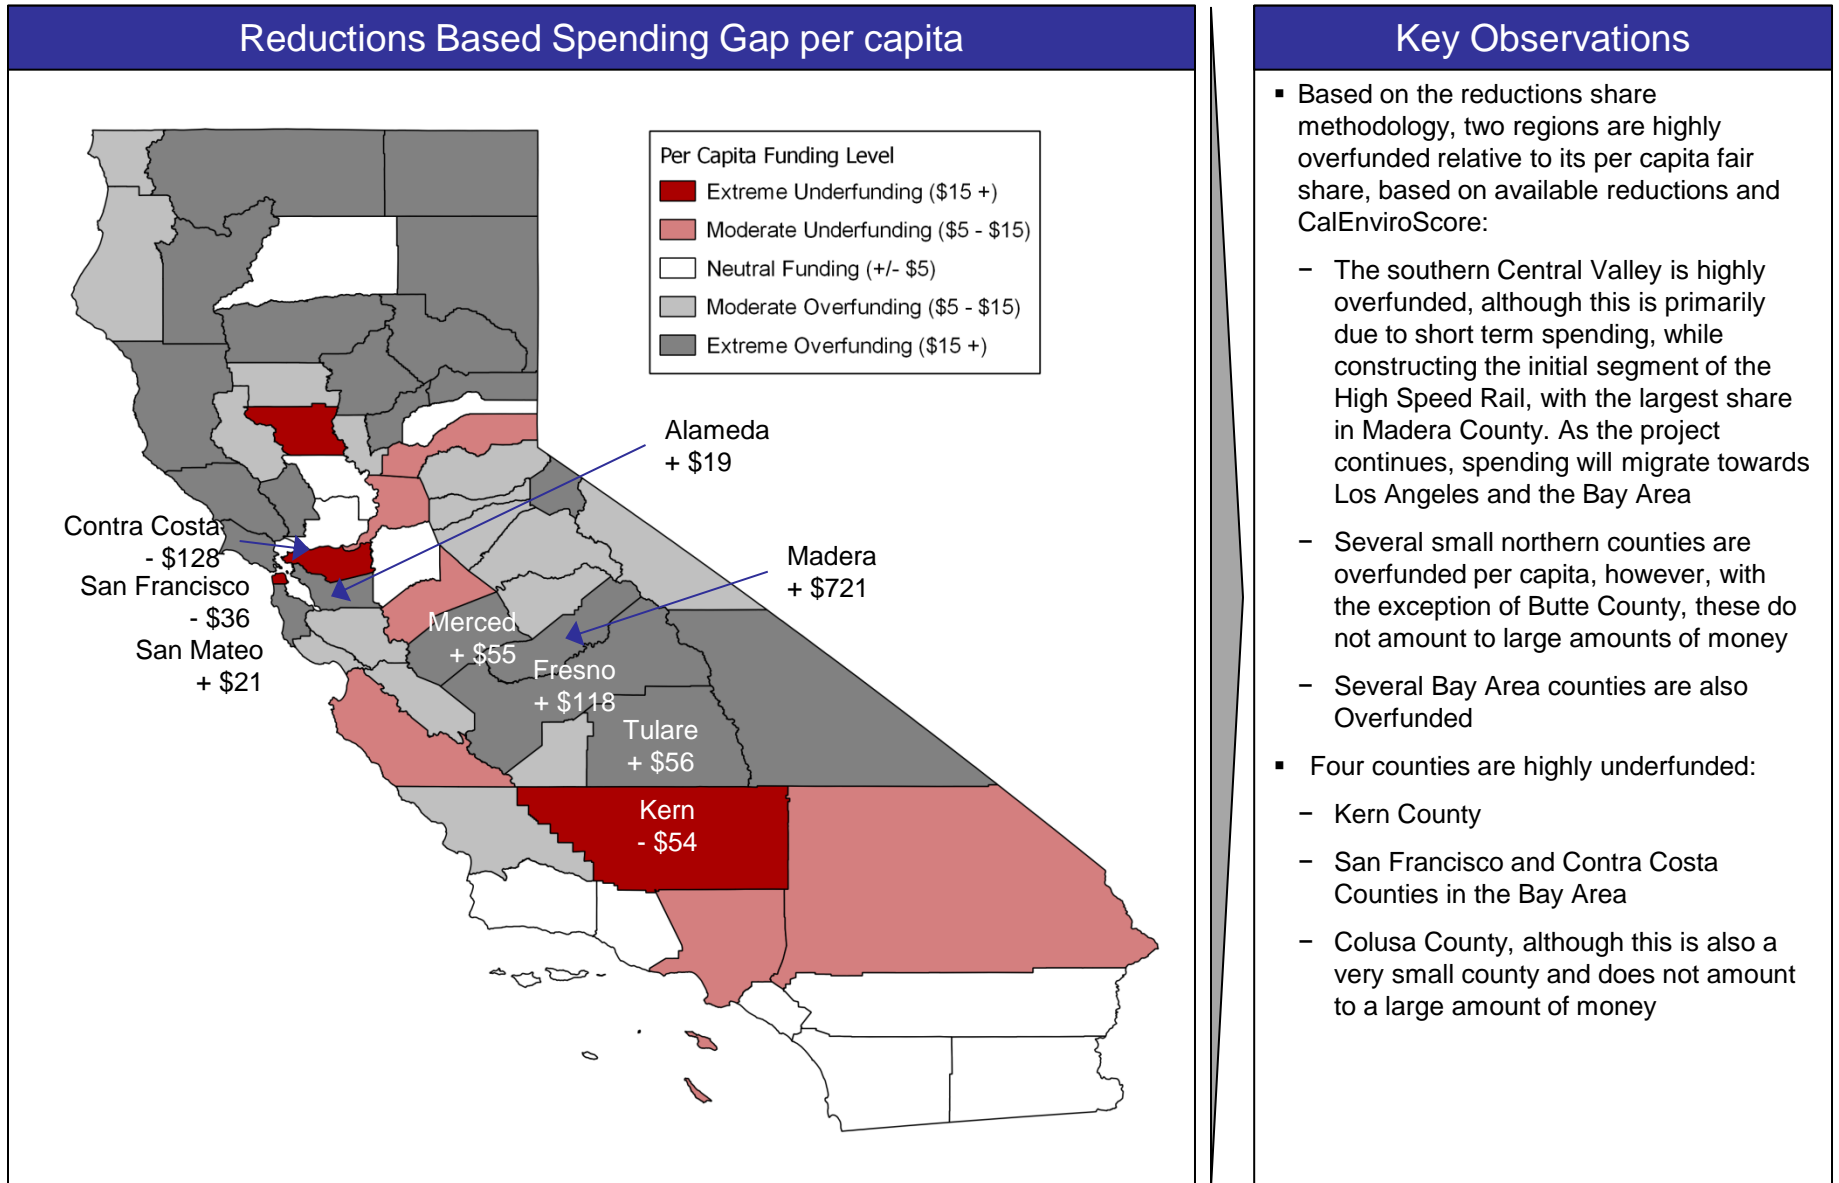 Reductions Based Spending Gap per capita
Per Capita Funding Level
Extreme Underfunding ($15 +)
Moderate Underfunding ($5 - $15)
Neutral Funding (+/- $5)
Moderate Overfunding ($5 - $15)
Extreme Overfunding ($15 +)
Alameda
+ $19
Contra Costa
- $128
San Francisco
- $36
San Mateo
+ $21
Madera
+ $721
Merced
+ $55
Fresno
+ $118
Tulare
+ $56
Kern
- $54
Key Observations
▪ Based on the reductions share
methodology, two regions are highly
overfunded relative to its per capita fair
share, based on available reductions and
CalEnviroScore:
− The southern Central Valley is highly
overfunded, although this is primarily
due to short term spending, while
constructing the initial segment of the
High Speed Rail, with the largest share
in Madera County. As the project
continues, spending will migrate towards
Los Angeles and the Bay Area
− Several small northern counties are
overfunded per capita, however, with
the exception of Butte County, these do
not amount to large amounts of money
− Several Bay Area counties are also
Overfunded
▪ Four counties are highly underfunded:
− Kern County
− San Francisco and Contra Costa
Counties in the Bay Area
− Colusa County, although this is also a
very small county and does not amount
to a large amount of money